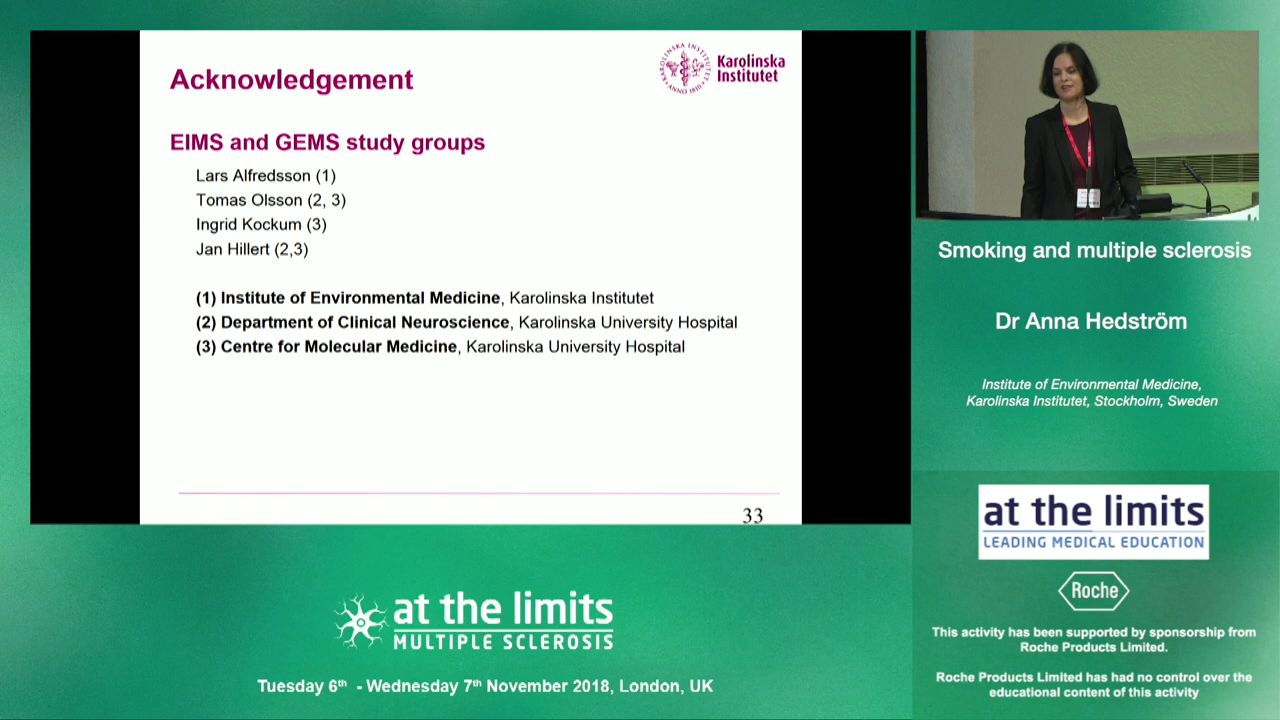 Acknowledgement
KAROLINSKA INSTITUTET
ANNO 1810
Karolinska
Institutet
EIMS and GEMS study groups
Lars Alfredsson (1)
Tomas Olsson (2, 3)
Ingrid Kockum (3)
Jan Hillert (2,3)
(1) Institute of Environmental Medicine, Karolinska Institutet
(2) Department of Clinical Neuroscience, Karolinska University Hospital
(3) Centre for Molecular Medicine, Karolinska University Hospital
33
Smoking and multiple sclerosis
Dr Anna Hedström
Institute of Environmental Medicine,
Karolinska Institutet, Stockholm, Sweden
at the limits
LEADING MEDICAL EDUCATION
Roche
This activity has been supported by sponsorship from
Roche Products Limited.
Roche Products Limited has had no control over the
educational content of this activity
at the limits
MULTIPLE SCLEROSIS
Tuesday 6th - Wednesday 7th November 2018, London, UK